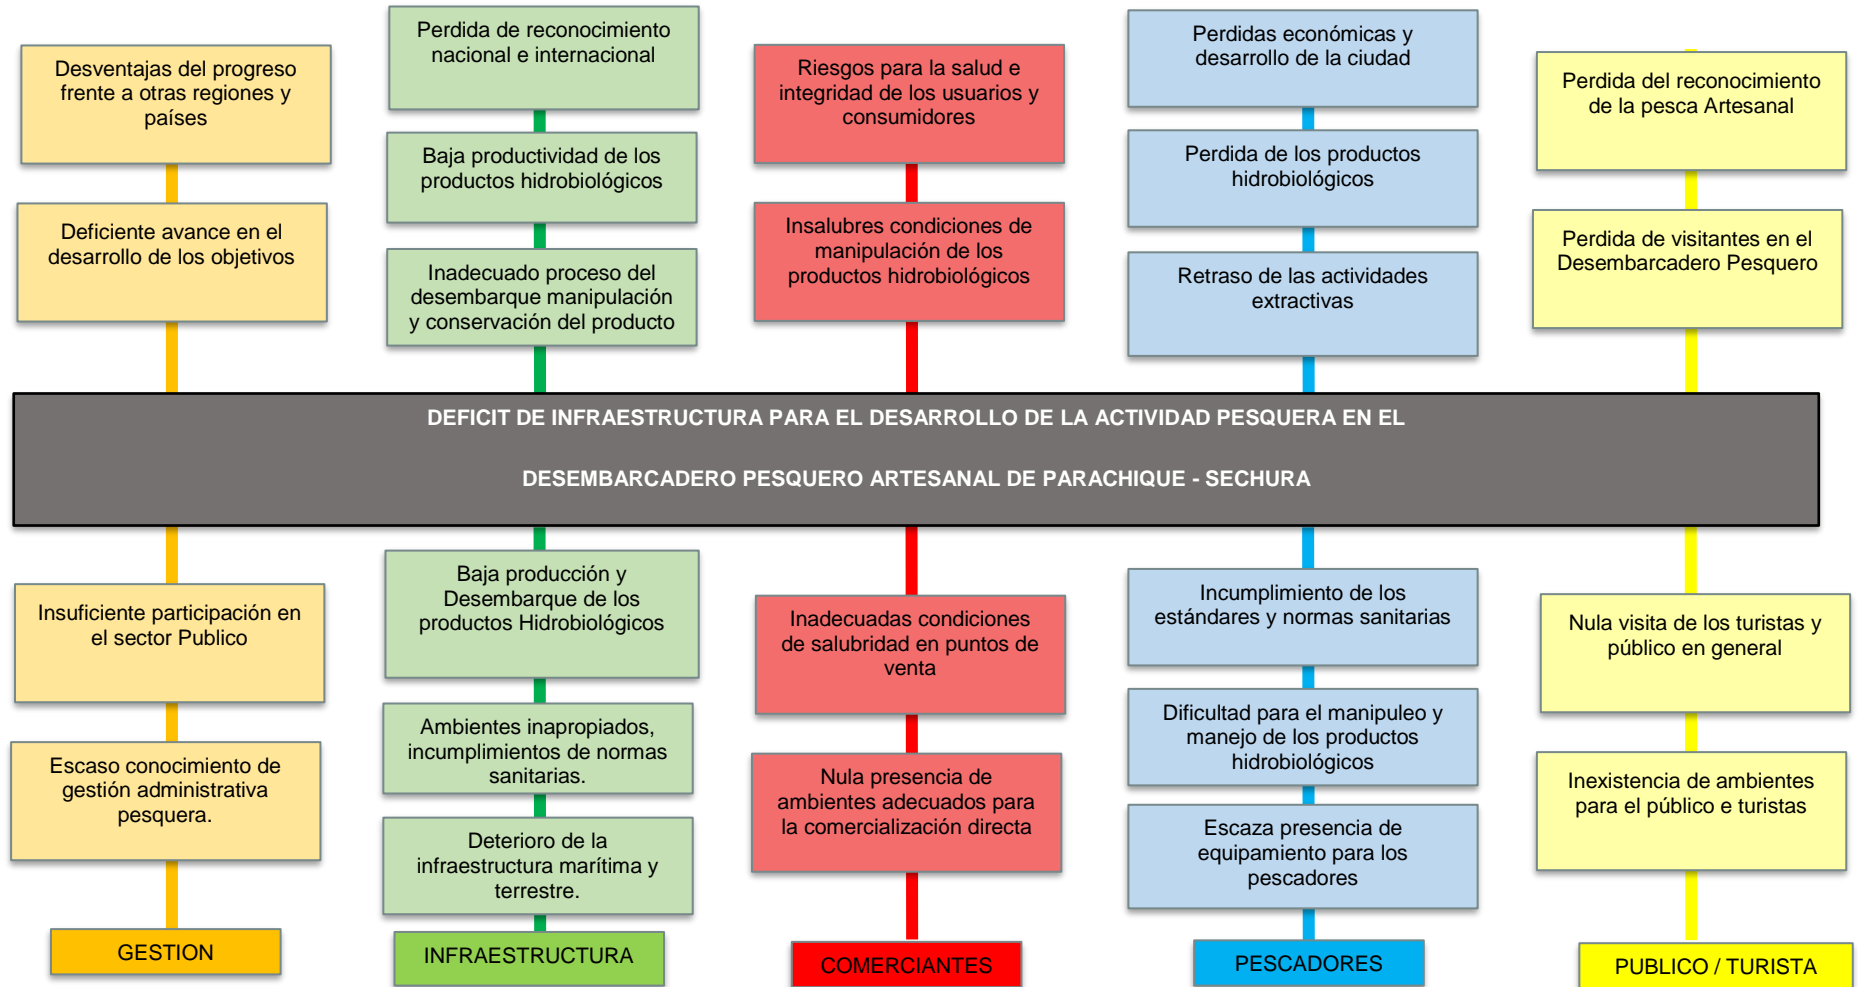 Desventajas del progreso
frente a otras regiones y
países
Perdida de reconocimiento
nacional e internacional
Riesgos para la salud e
integridad de los usuarios y
consumidores
Perdidas económicas y
desarrollo de la ciudad
Perdida del reconocimiento
de la pesca Artesanal
Deficiente avance en el
desarrollo de los objetivos
Baja productividad de los
productos hidrobiológicos
Inadecuado proceso del
desembarque manipulación
y conservación del producto
Insalubres condiciones de
manipulación de los
productos hidrobiológicos
Perdida de los productos
hidrobiológicos
Retraso de las actividades
extractivas
Perdida de visitantes en el
Desembarcadero Pesquero
DEFICIT DE INFRAESTRUCTURA PARA EL DESARROLLO DE LA ACTIVIDAD PESQUERA EN EL
DESEMBARCADERO PESQUERO ARTESANAL DE PARACHIQUE - SECHURA
Insuficiente participación en
el sector Publico
Baja producción y
Desembarque de los
productos Hidrobiológicos
Inadecuadas condiciones
de salubridad en puntos de
venta
Incumplimiento de los
estándares y normas sanitarias
Nula visita de los turistas y
público en general
Escaso conocimiento de
gestión administrativa
pesquera.
Ambientes inapropiados,
incumplimientos de normas
sanitarias.
Deterioro de la
infraestructura marítima y
terrestre.
Nula presencia de
ambientes adecuados para
la comercialización directa
Dificultad para el manipuleo y
manejo de los productos
hidrobiológicos
Escaza presencia de
equipamiento para los
pescadores
Inexistencia de ambientes
para el público e turistas
GESTION
INFRAESTRUCTURA
COMERCIANTES
PESCADORES
PUBLICO / TURISTA